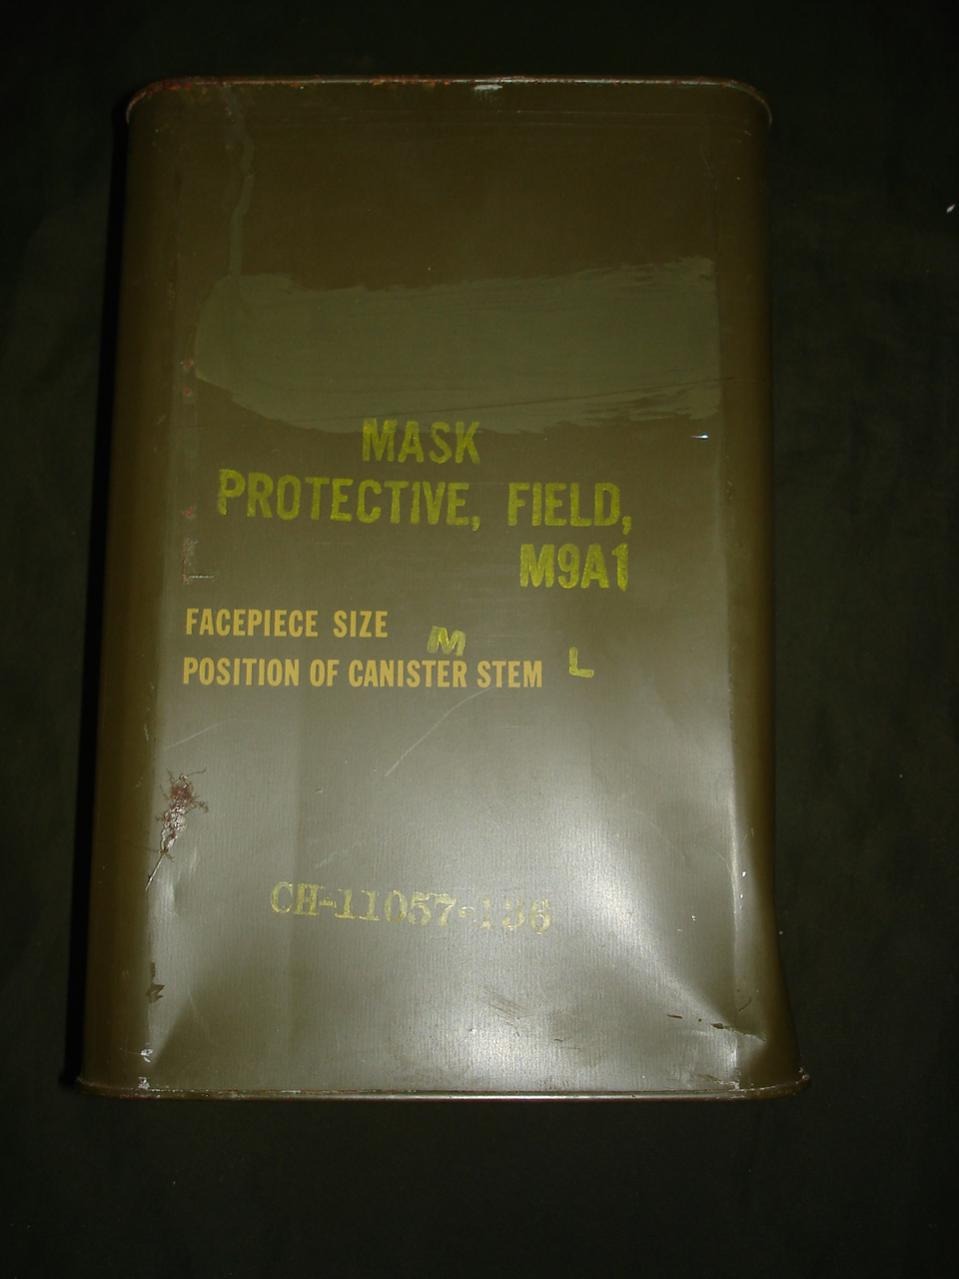 MASK
PROTECTIVE, FIELD,
M9A1
FACEPIECE SIZE M
POSITION OF CANISTER STEM L
CH-11057-136